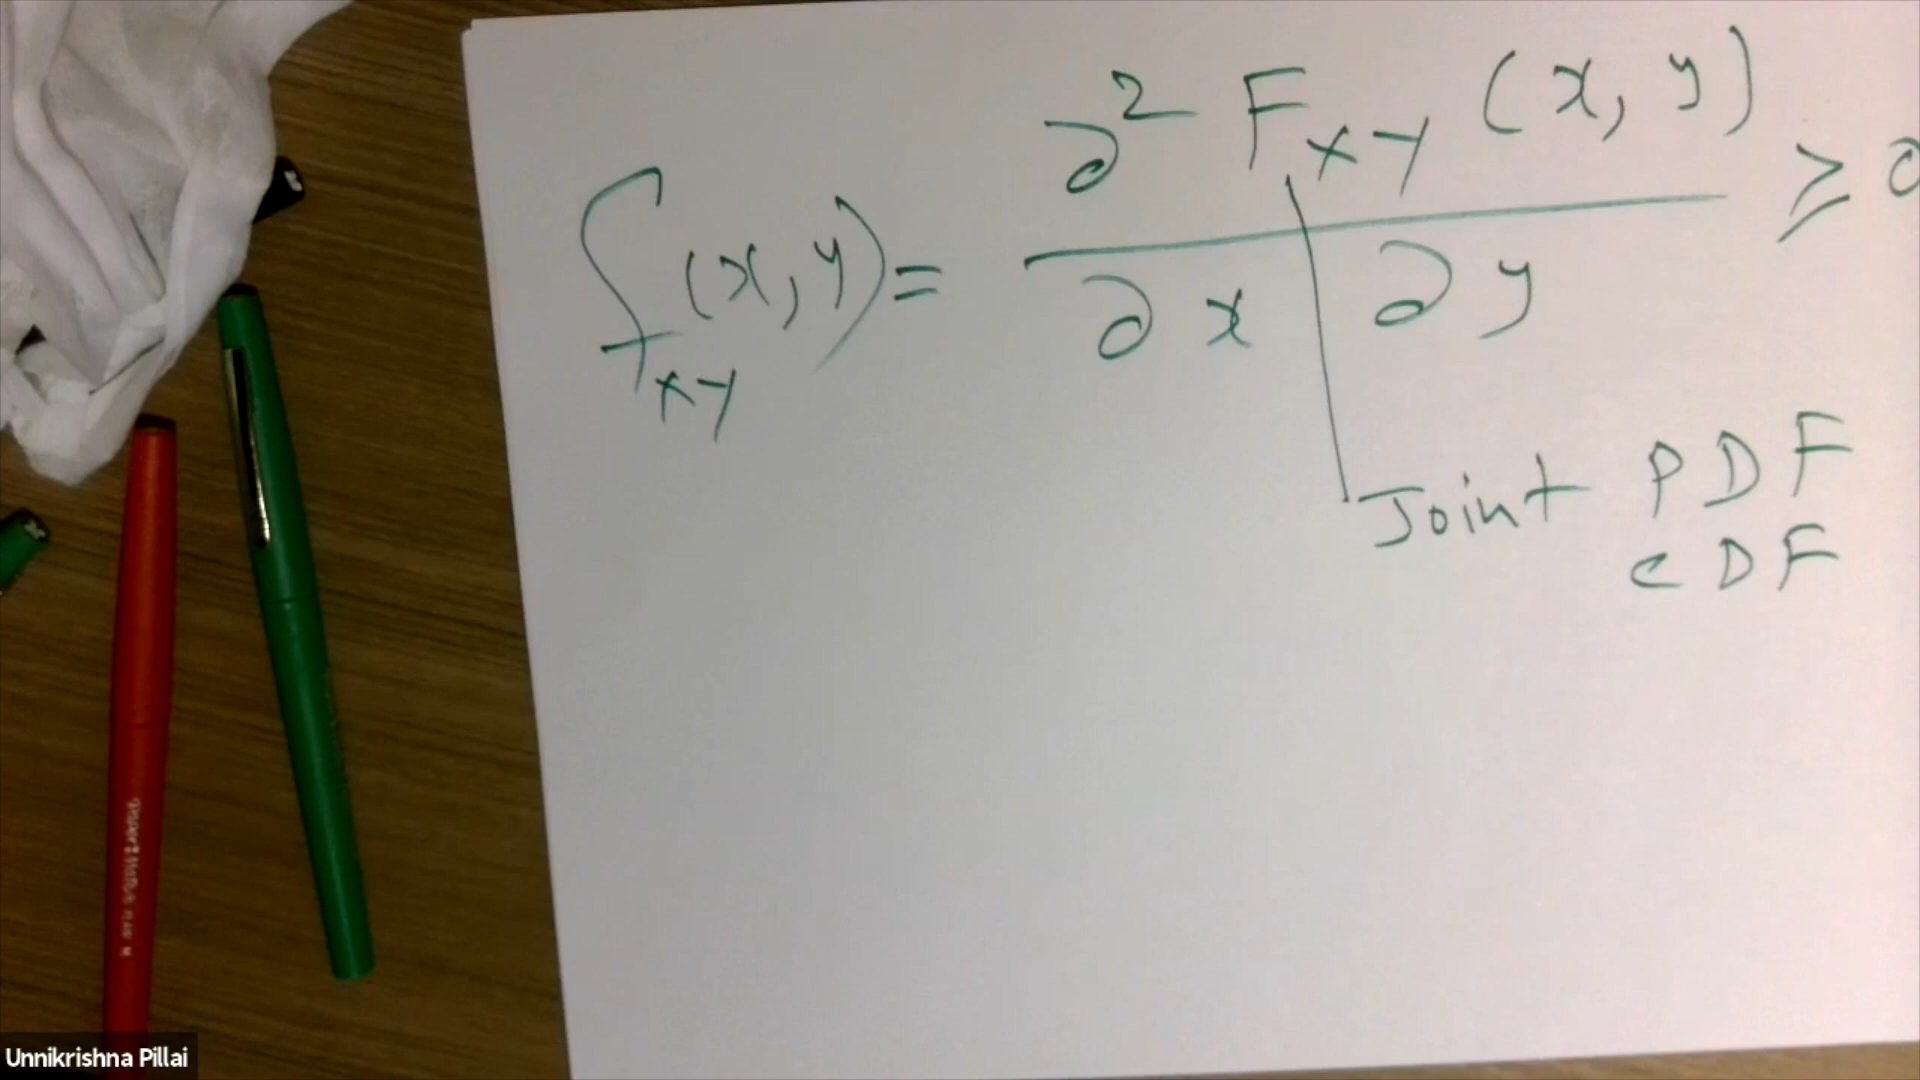 f_XY (x, y) = ∂² F_XY (x, y) / ∂x ∂y ≥ 0
Joint PDF
CDF
Unnikrishna Pillai